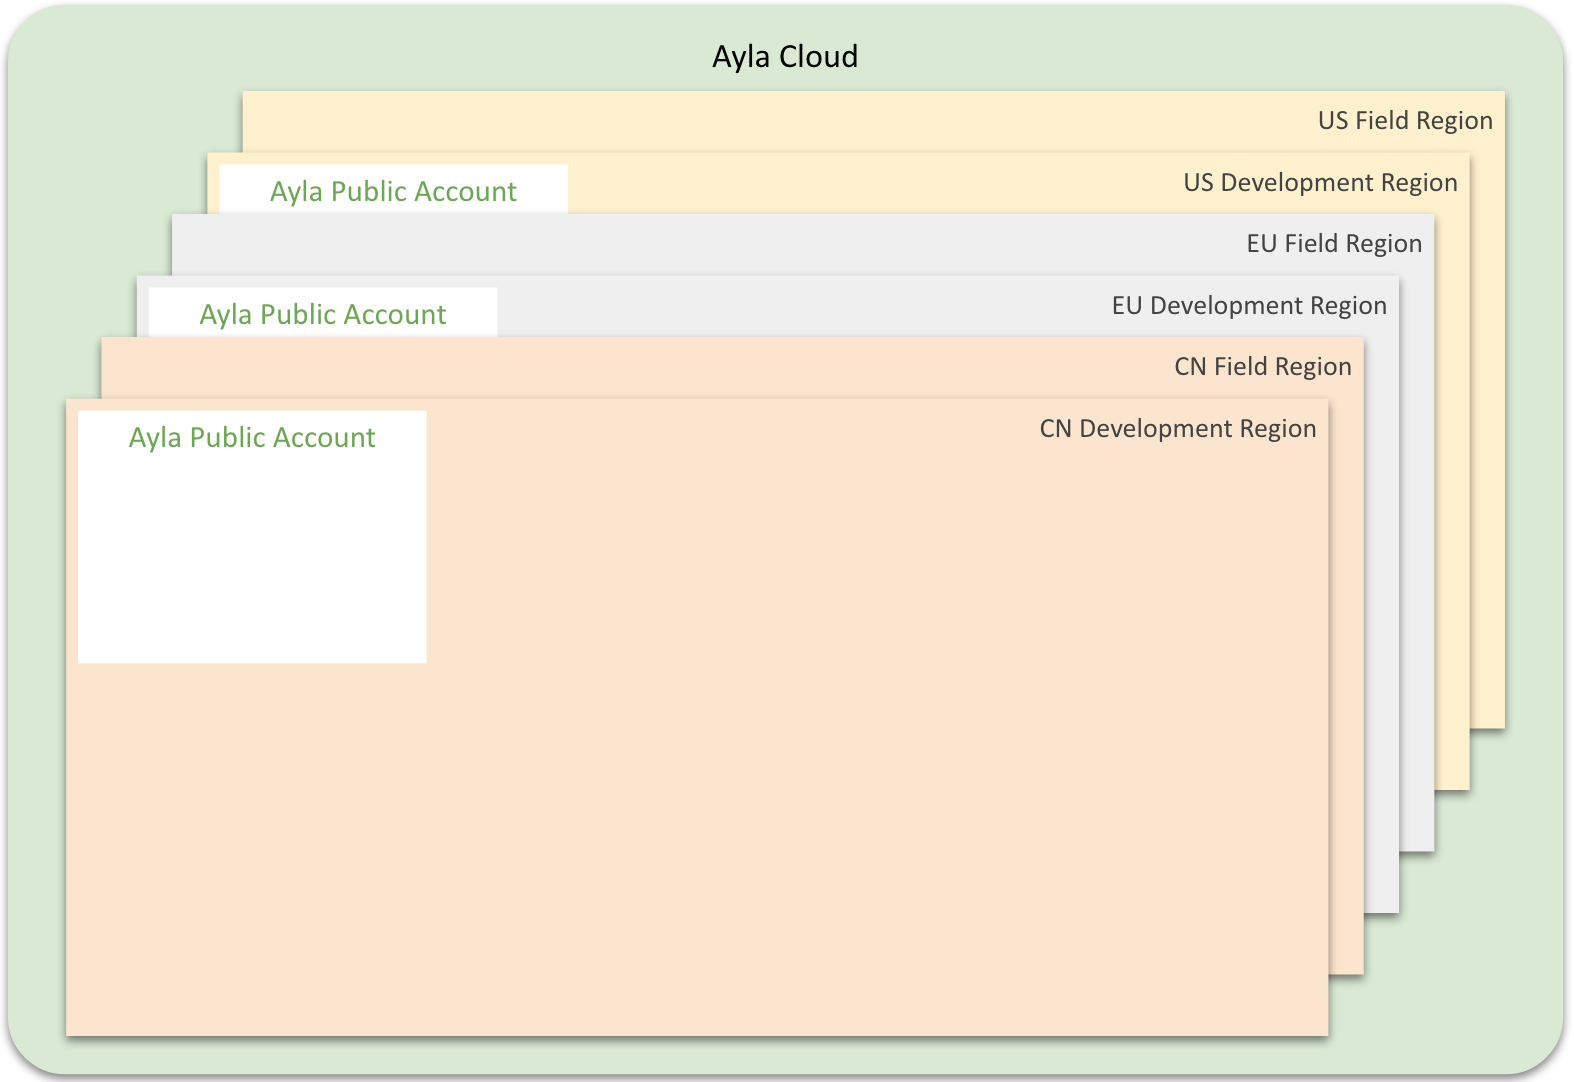 Ayla Cloud
US Field Region
Ayla Public Account
US Development Region
EU Field Region
Ayla Public Account
EU Development Region
CN Field Region
Ayla Public Account
CN Development Region